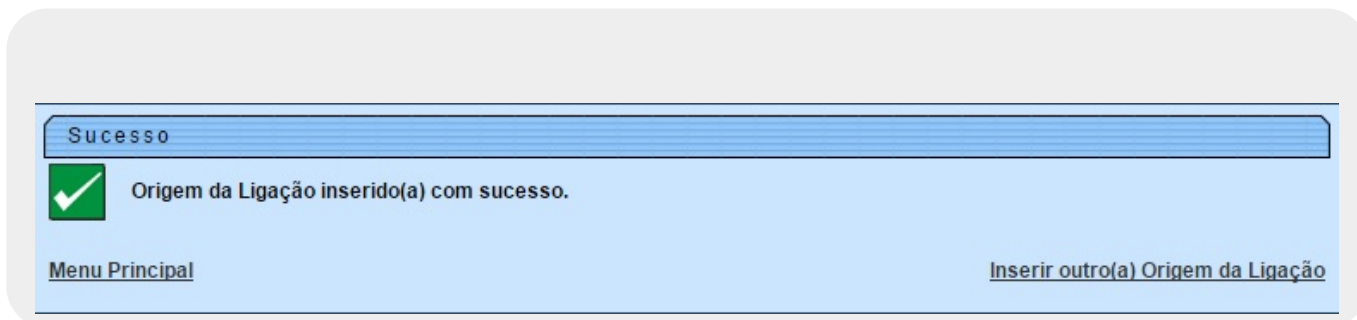 Sucesso
Origem da Ligação inserido(a) com sucesso.
Menu Principal
Inserir outro(a) Origem da Ligação